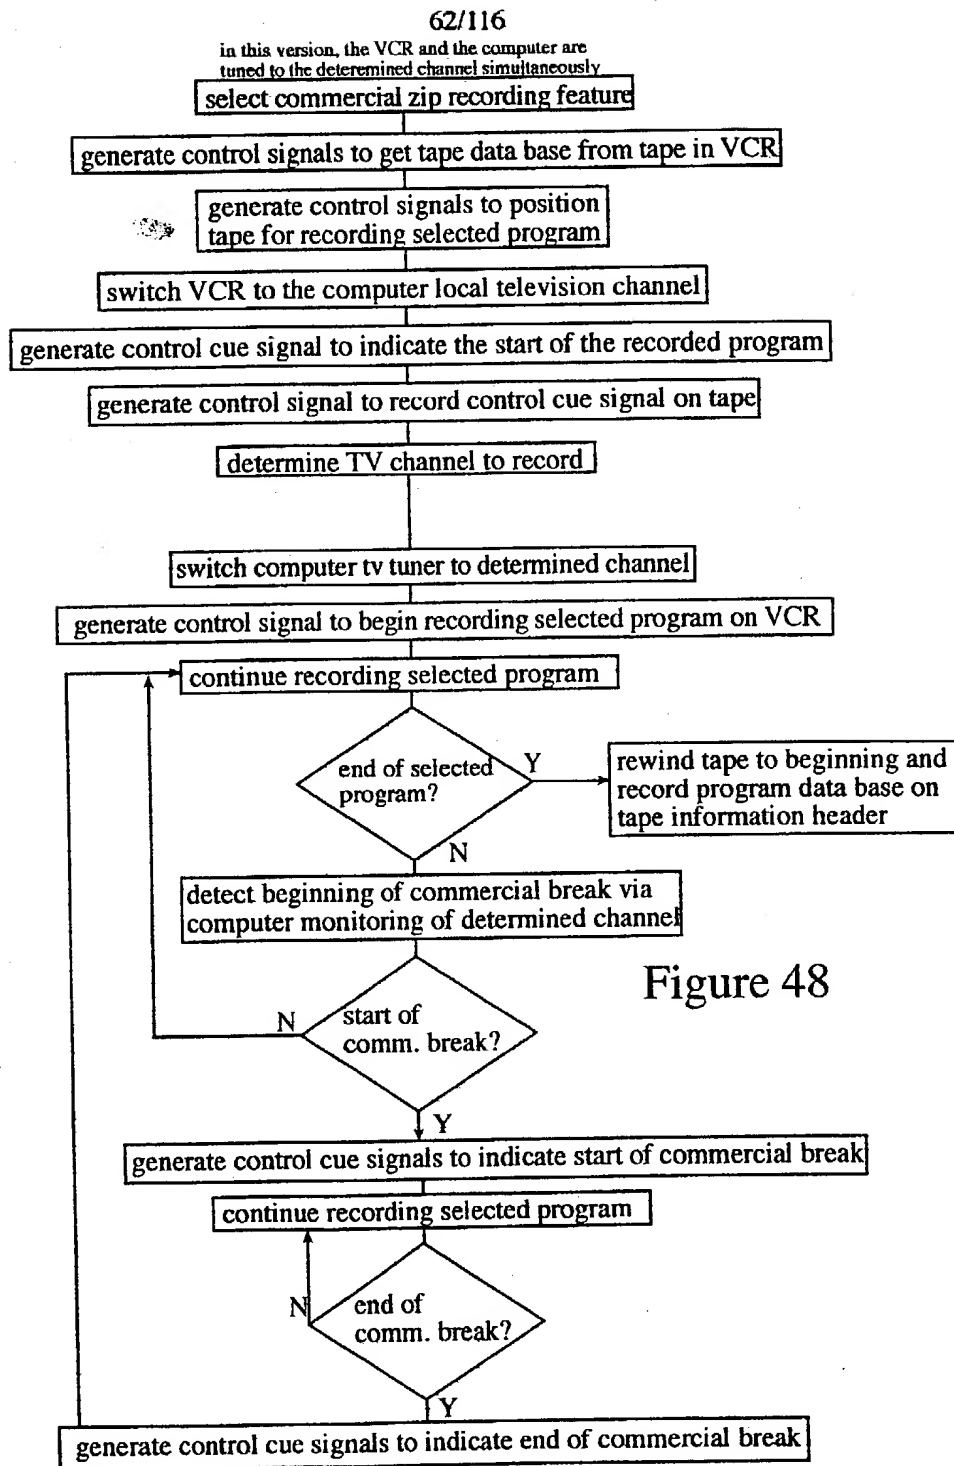 62/116
in this version, the VCR and the computer are
tuned to the deteremined channel simultaneously
select commercial zip recording feature
generate control signals to get tape data base from tape in VCR
generate control signals to position
tape for recording selected program
switch VCR to the computer local television channel
generate control cue signal to indicate the start of the recorded program
generate control signal to record control cue signal on tape
determine TV channel to record
switch computer tv tuner to determined channel
generate control signal to begin recording selected program on VCR
continue recording selected program
end of selected
program?
Y
rewind tape to beginning and
record program data base on
tape information header
N
detect beginning of commercial break via
computer monitoring of determined channel
Figure 48
N
start of
comm. break?
Y
generate control cue signals to indicate start of commercial break
continue recording selected program
N
end of
comm. break?
Y
generate control cue signals to indicate end of commercial break